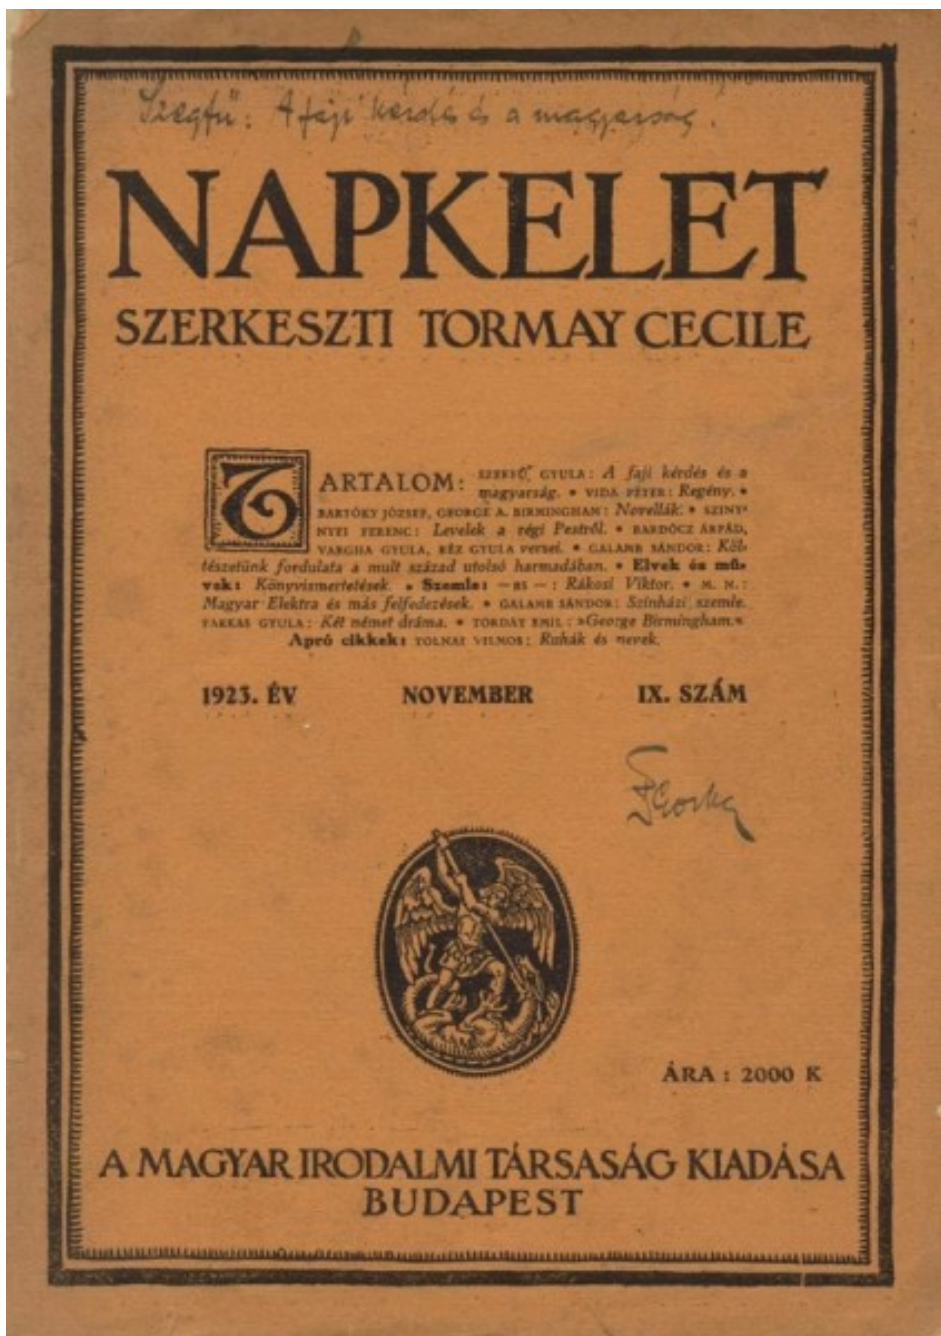 Szegfű: A faji kérdés és a magyarság.
NAPKELET
SZERKESZTI TORMAY CECILE
TARTALOM: SZEKFŰ GYULA: A faji kérdés és a
magyarság. • VIDA PÉTER: Regény. •
BARTÓKY JÓZSEF, GEORGE A. BIRMINGHAM: Novellák. • SZINY-
NYEI FERENC: Levelek a régi Pestről. • BARDÓCZ ÁRPÁD,
VARGHA GYULA, RÉZ GYULA versei. • GALAMB SÁNDOR: Köl-
tészetünk fordulata a mult század utolsó harmadában. • Elvek és mű-
vek: Könyvismertetések. • Szemle: —RS—: Rákosi Viktor. • M. N.:
Magyar Elektra és más felfedezések. • GALAMB SÁNDOR: Színházi szemle.
FARKAS GYULA: Két német dráma. • TORDAY EMIL: »George Birmingham.«
Apró cikkek: TOLNAI VILMOS: Ruhák és nevek.
1923. ÉV NOVEMBER IX. SZÁM
ÁRA: 2000 K
A MAGYAR IRODALMI TÁRSASÁG KIADÁSA
BUDAPEST